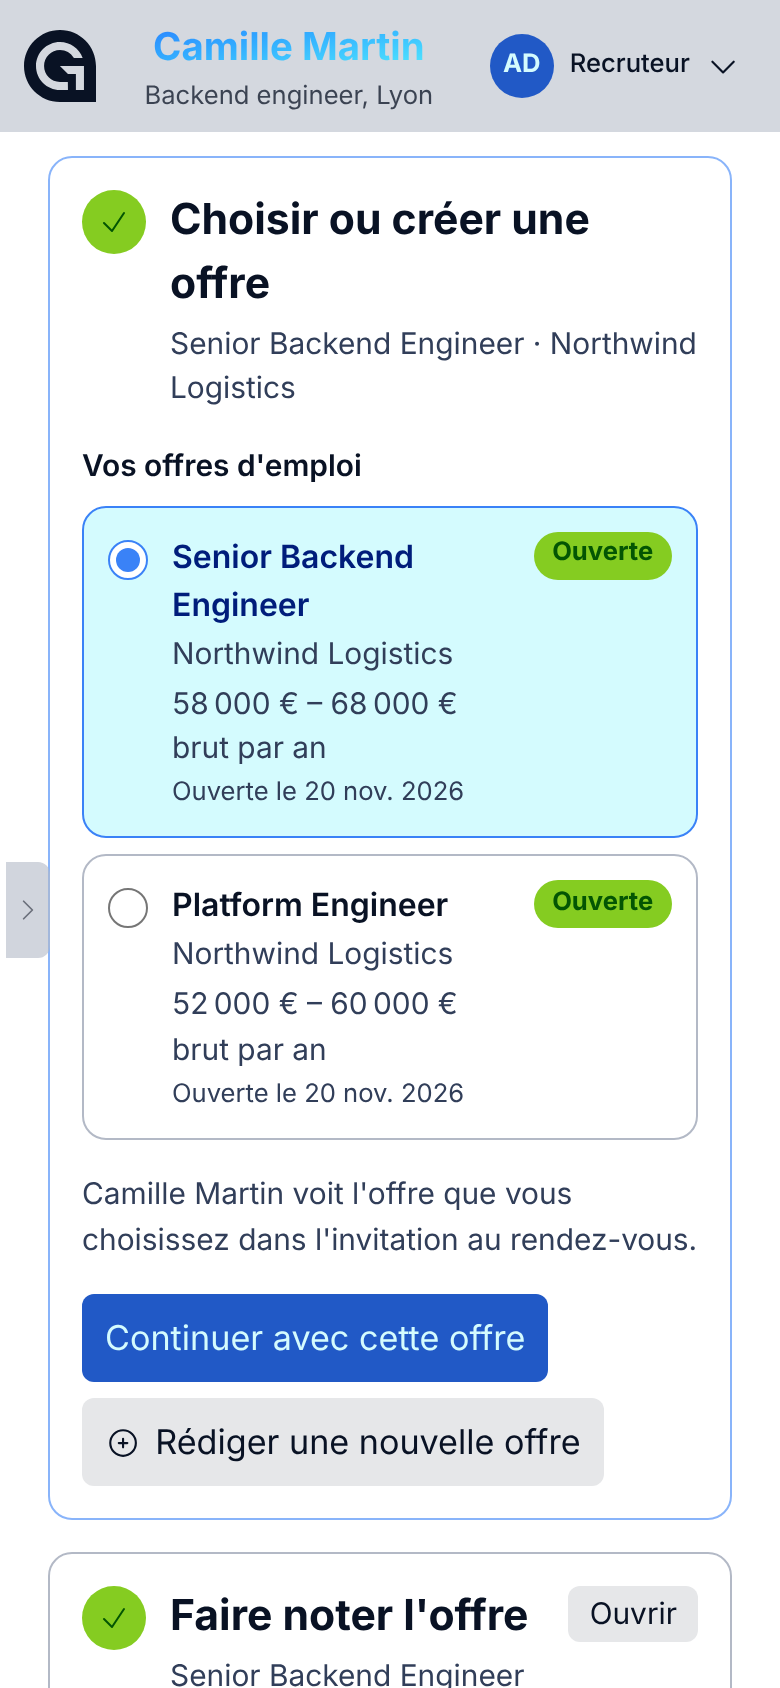 Camille Martin
Backend engineer, Lyon
AD
Recruteur
Choisir ou créer une
offre
Senior Backend Engineer · Northwind
Logistics
Vos offres d'emploi
Senior Backend
Engineer
Ouverte
Northwind Logistics
58 000 € – 68 000 €
brut par an
Ouverte le 20 nov. 2026
Platform Engineer
Ouverte
Northwind Logistics
52 000 € – 60 000 €
brut par an
Ouverte le 20 nov. 2026
Camille Martin voit l'offre que vous
choisissez dans l'invitation au rendez-vous.
Continuer avec cette offre
Rédiger une nouvelle offre
Faire noter l'offre
Ouvrir
Senior Backend Engineer